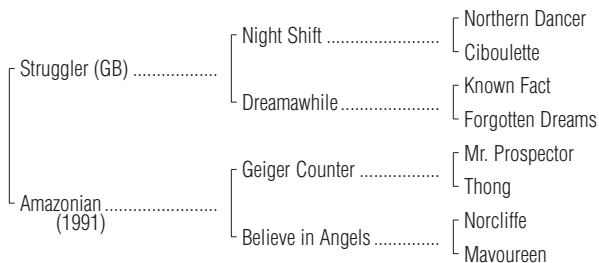 Northern Dancer
Night Shift ........................
Ciboulette
Struggler (GB) ..................
Known Fact
Dreamawhile.....................
Forgotten Dreams
Mr. Prospector
Geiger Counter .................
Thong
Amazonian ........................
(1991)
Norcliffe
Believe in Angels ..............
Mavoureen